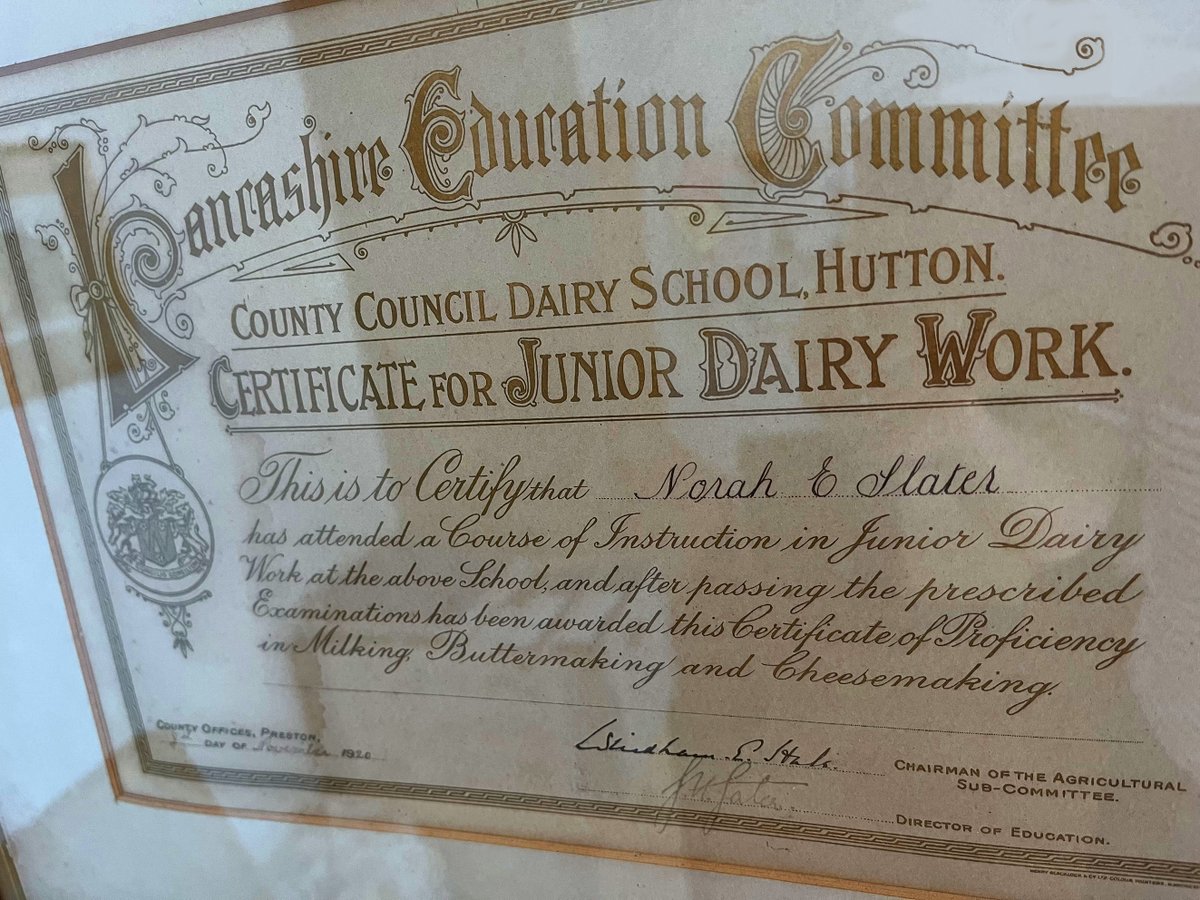 Lancashire Education Committee
COUNTY COUNCIL DAIRY SCHOOL, HUTTON.
CERTIFICATE FOR JUNIOR DAIRY WORK.
This is to Certify that Norah E Slater
has attended a Course of Instruction in Junior Dairy
Work at the above School, and after passing the prescribed
Examinations has been awarded this Certificate of Proficiency
in Milking, Buttermaking and Cheesemaking.
COUNTY OFFICES, PRESTON,
DAY OF November 1920
CHAIRMAN OF THE AGRICULTURAL
SUB-COMMITTEE.
DIRECTOR OF EDUCATION.